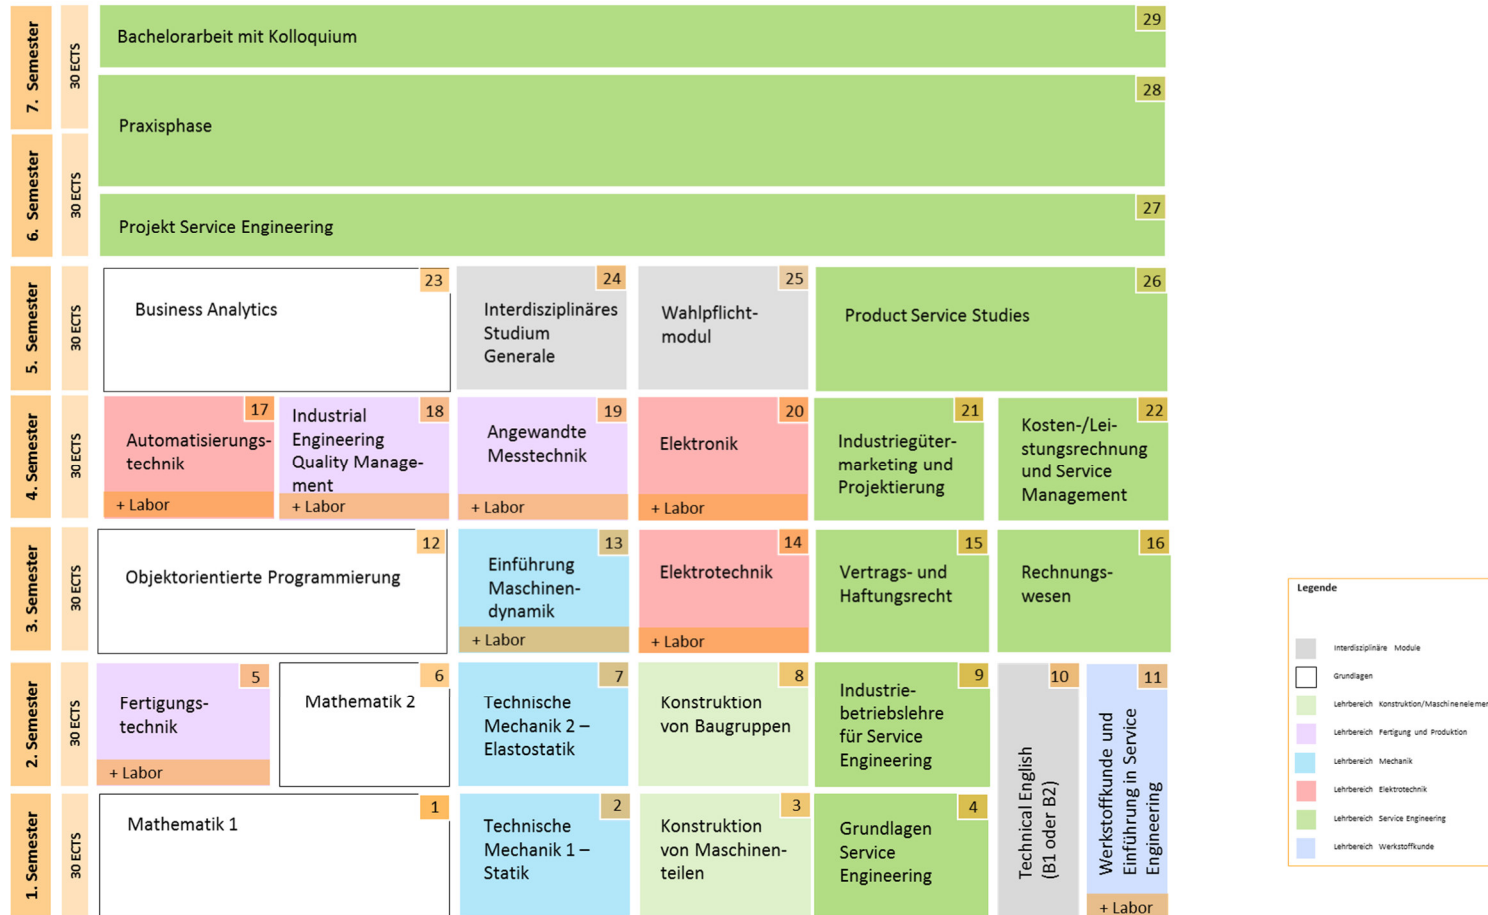 7. Semester
30 ECTS
Bachelorarbeit mit Kolloquium
29
Praxisphase
28
6. Semester
30 ECTS
Projekt Service Engineering
27
5. Semester
30 ECTS
Business Analytics
23
Interdisziplinäres
Studium
Generale
24
Wahlpflicht-
modul
25
Product Service Studies
26
4. Semester
30 ECTS
Automatisierungs-
technik
17
+ Labor
Industrial
Engineering
Quality Manage-
ment
18
+ Labor
Angewandte
Messtechnik
19
+ Labor
Elektronik
20
+ Labor
Industriegüter-
marketing und
Projektierung
21
Kosten-/Lei-
stungsrechnung
und Service
Management
22
3. Semester
30 ECTS
Objektorientierte Programmierung
12
Einführung
Maschinen-
dynamik
13
+ Labor
Elektrotechnik
14
+ Labor
Vertrags- und
Haftungsrecht
15
Rechnungs-
wesen
16
2. Semester
30 ECTS
Fertigungs-
technik
5
+ Labor
Mathematik 2
6
Technische
Mechanik 2 –
Elastostatik
7
Konstruktion
von Baugruppen
8
Industrie-
betriebslehre
für Service
Engineering
9
Technical English
(B1 oder B2)
10
Werkstoffkunde und
Einführung in Service
Engineering
11
+ Labor
1. Semester
30 ECTS
Mathematik 1
1
Technische
Mechanik 1 –
Statik
2
Konstruktion
von Maschinen-
teilen
3
Grundlagen
Service
Engineering
4
Legende
Interdisziplinäre Module
Grundlagen
Lehrbereich Konstruktion/Maschinenelemen
Lehrbereich Fertigung und Produktion
Lehrbereich Mechanik
Lehrbereich Elektrotechnik
Lehrbereich Service Engineering
Lehrbereich Werkstoffkunde